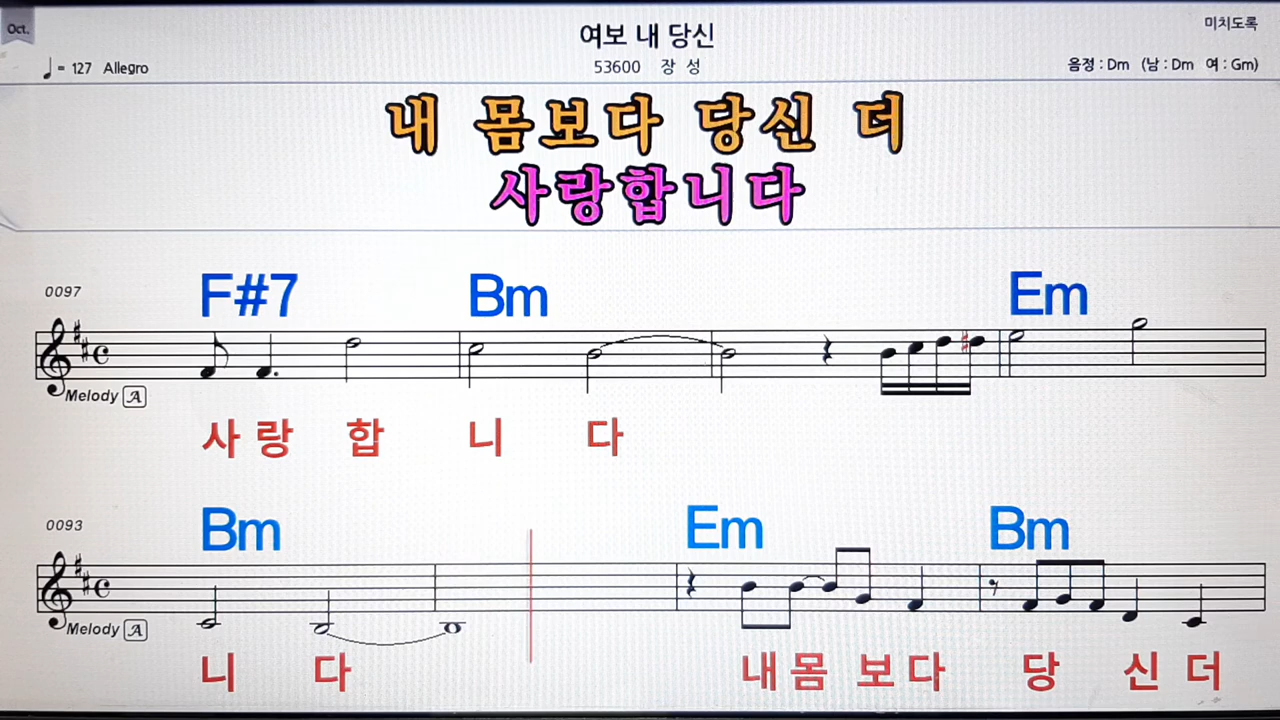 Oct.
여보 내 당신
미치도록
♩= 127 Allegro
53600 장 성
음정 : Dm (남 : Dm 여 : Gm)
내 몸보다 당신 더
사랑합니다
0097
F#7 Bm Em
Melody A
사 랑 합 니 다
0093
Bm Em Bm
Melody A
니 다 내 몸 보 다 당 신 더